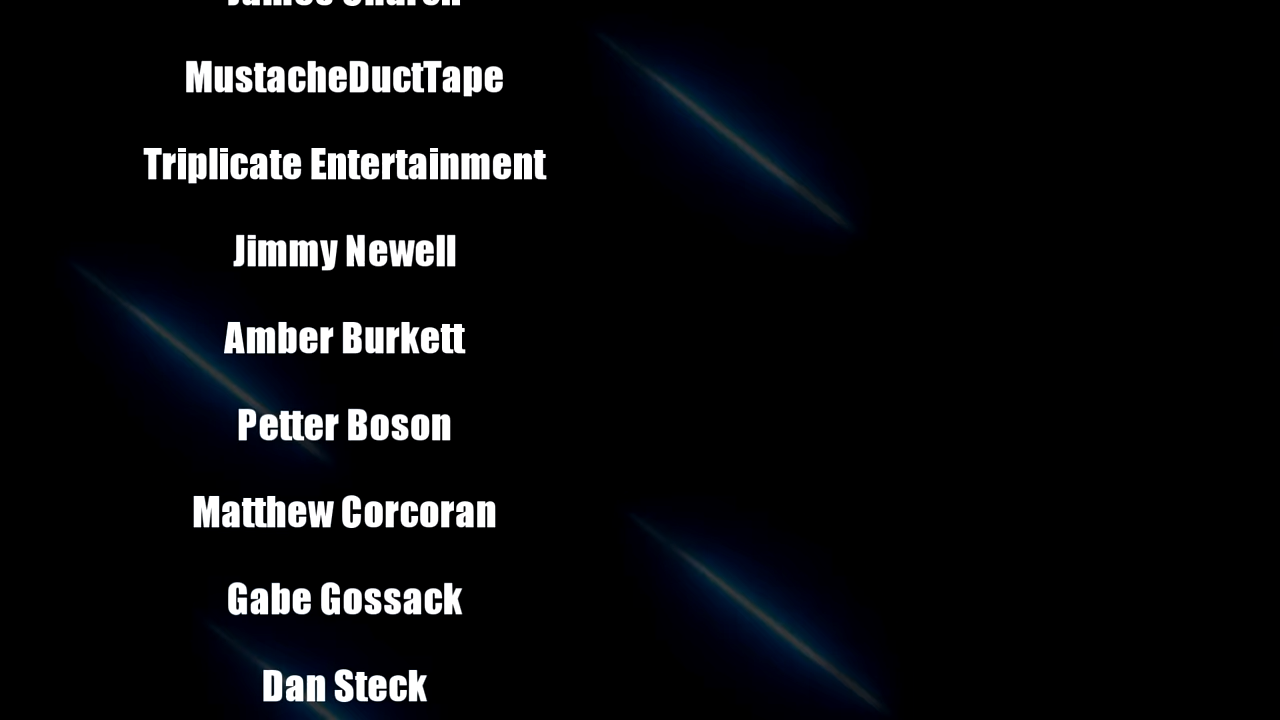 MustacheDuctTape
Triplicate Entertainment
Jimmy Newell
Amber Burkett
Petter Boson
Matthew Corcoran
Gabe Gossack
Dan Steck